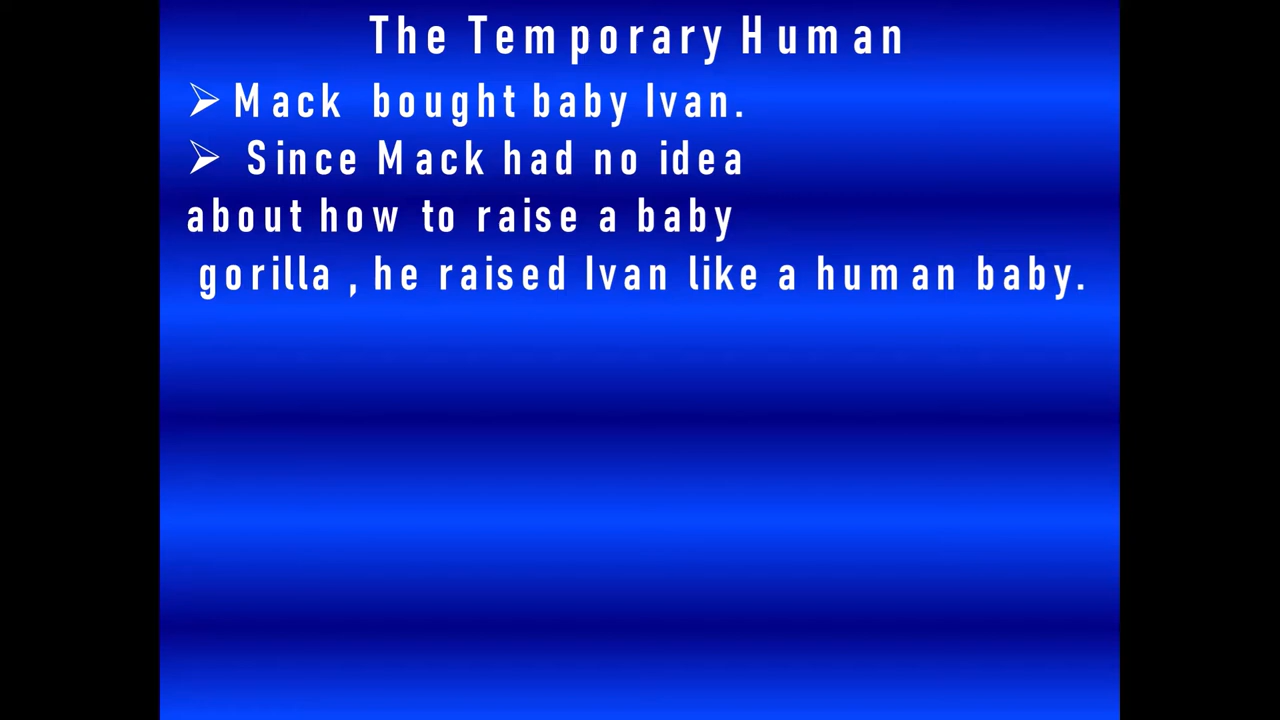 The Temporary Human
➢ Mack bought baby Ivan.
➢ Since Mack had no idea
about how to raise a baby
gorilla , he raised Ivan like a human baby.